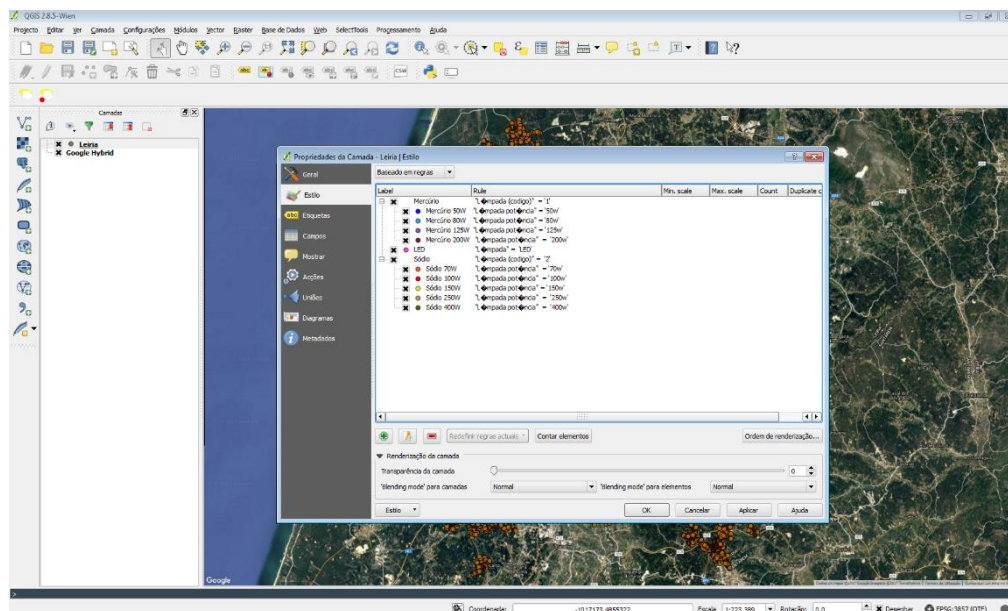 QGIS 2.8.5-Wien
Projecto Editar Ver Camada Configurações Módulos Vector Raster Base de Dados Web SelectTools Processamento Ajuda
CSW
Camadas
Leiria
Google Hybrid
Propriedades da Camada - Leiria | Estilo
Geral
Estilo
Etiquetas
Campos
Mostrar
Acções
Uniões
Diagramas
Metadados
Baseado em regras
Label Rule Min. scale Max. scale Count Duplicate c
Mercúrio "L�mpada (codigo)" = '1'
Mercúrio 50W "L�mpada pot�ncia" = '50w'
Mercúrio 80W "L�mpada pot�ncia" = '80w'
Mercúrio 125W "L�mpada pot�ncia" = '125w'
Mercúrio 200W "L�mpada pot�ncia" = '200w'
LED "L�mpada" = 'LED'
Sódio "L�mpada (codigo)" = '2'
Sódio 70W "L�mpada pot�ncia" = '70w'
Sódio 100W "L�mpada pot�ncia" = '100w'
Sódio 150W "L�mpada pot�ncia" = '150w'
Sódio 250W "L�mpada pot�ncia" = '250w'
Sódio 400W "L�mpada pot�ncia" = '400w'
Redefinir regras actuais Contar elementos Ordem de renderização...
Renderização da camada
Transparência da camada 0
'Blending mode' para camadas Normal 'Blending mode' para elementos Normal
Estilo OK Cancelar Aplicar Ajuda
Google
Coordenada: -1017173,4855322 Escala 1:223.389 Rotação: 0,0 Desenhar EPSG:3857 (OTF)